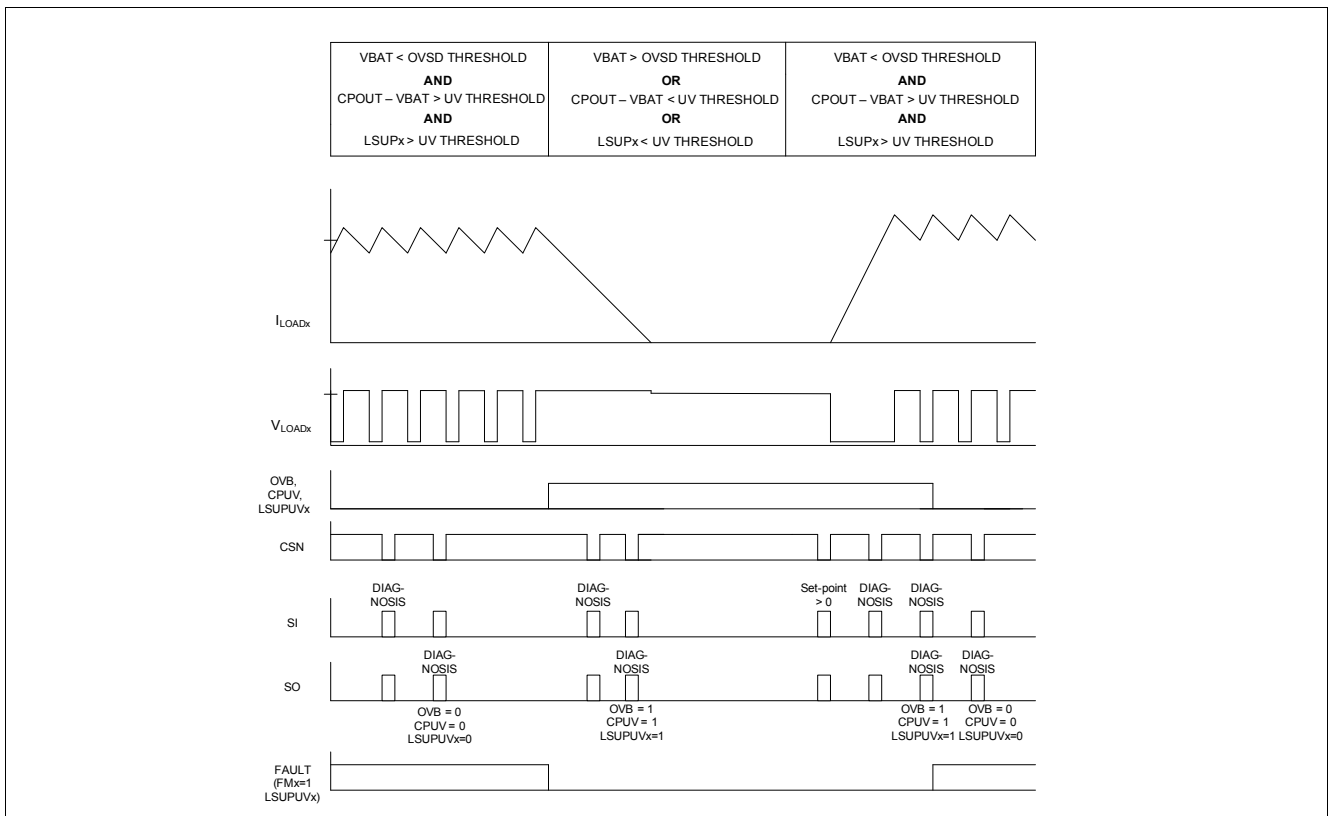 VBAT < OVSD THRESHOLD
AND
CPOUT – VBAT > UV THRESHOLD
AND
LSUPx > UV THRESHOLD
VBAT > OVSD THRESHOLD
OR
CPOUT – VBAT < UV THRESHOLD
OR
LSUPx < UV THRESHOLD
VBAT < OVSD THRESHOLD
AND
CPOUT – VBAT > UV THRESHOLD
AND
LSUPx > UV THRESHOLD
ILOADx
VLOADx
OVB,
CPUV,
LSUPUVx
CSN
DIAG-
NOSIS
DIAG-
NOSIS
Set-point
> 0
DIAG-
NOSIS
DIAG-
NOSIS
SI
DIAG-
NOSIS
DIAG-
NOSIS
DIAG-
NOSIS
DIAG-
NOSIS
SO
OVB = 0
CPUV = 0
LSUPUVx=0
OVB = 1
CPUV = 1
LSUPUVx=1
OVB = 1
CPUV = 1
LSUPUVx=1
OVB = 0
CPUV = 0
LSUPUVx=0
FAULT
(FMx=1
LSUPUVx)